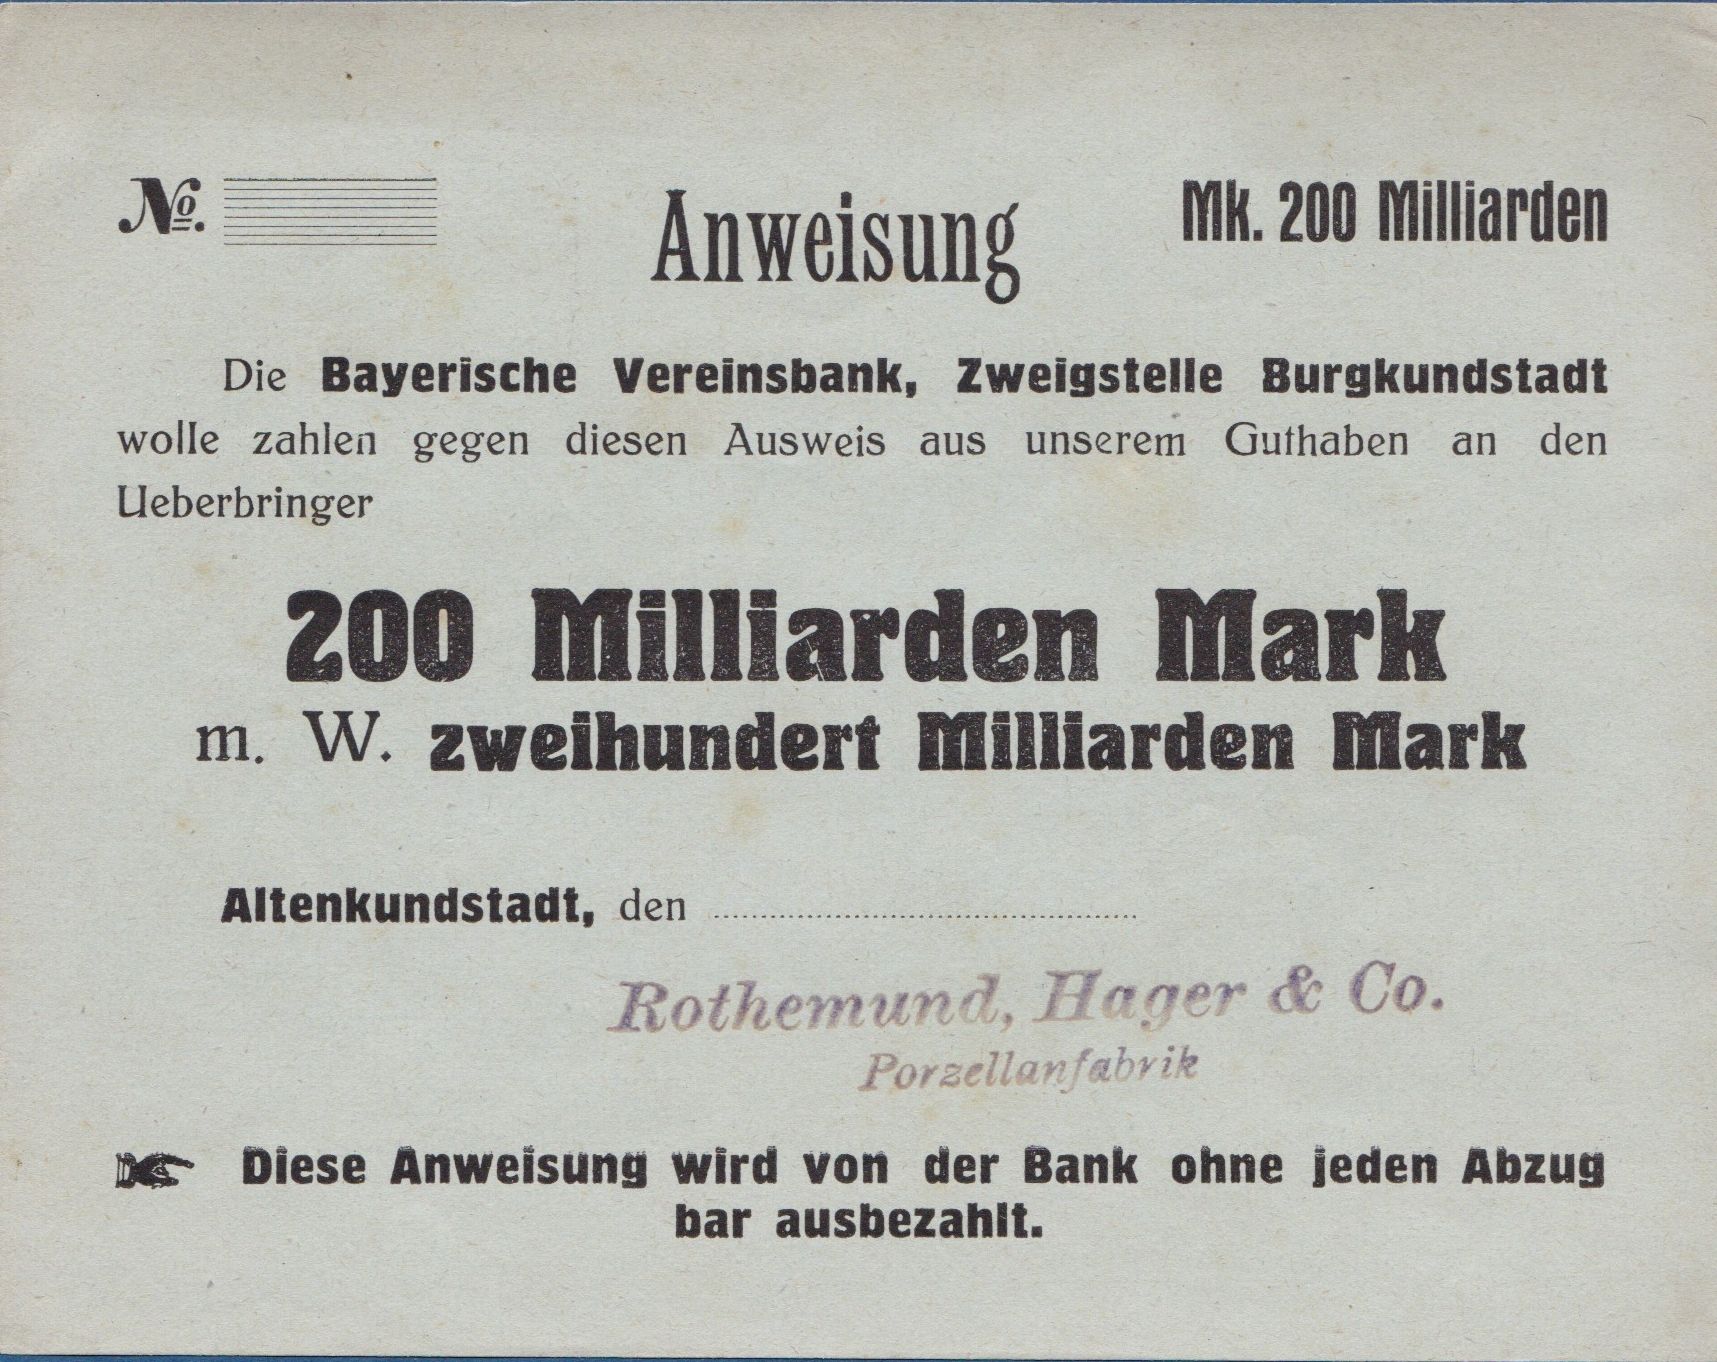 No. Anweisung Mk. 200 Milliarden
Die Bayerische Vereinsbank, Zweigstelle Burgkundstadt
wolle zahlen gegen diesen Ausweis aus unserem Guthaben an den
Ueberbringer
200 Milliarden Mark
m. W. zweihundert Milliarden Mark
Altenkundstadt, den
Rothemund, Hager & Co.
Porzellanfabrik
Diese Anweisung wird von der Bank ohne jeden Abzug
bar ausbezahlt.